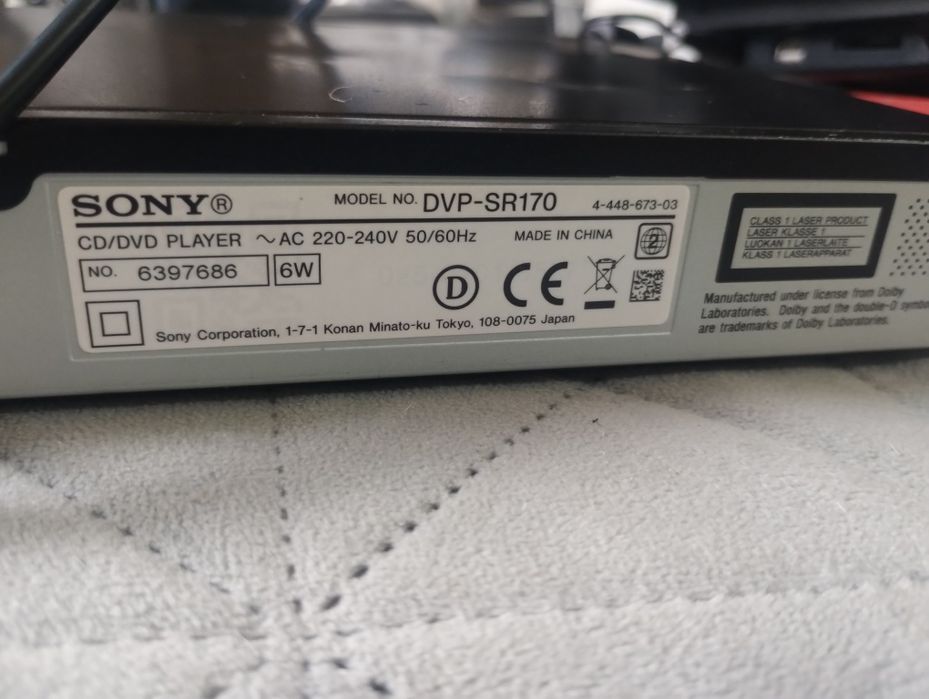 SONY® MODEL NO. DVP-SR170 4-448-673-03
CD/DVD PLAYER ~AC 220-240V 50/60Hz MADE IN CHINA
NO. 6397686 6W
D CE
2
Sony Corporation, 1-7-1 Konan Minato-ku Tokyo, 108-0075 Japan
CLASS 1 LASER PRODUCT
LASER KLASSE 1
LUOKAN 1 LASERLAITE
KLASS 1 LASERAPPARAT
Manufactured under license from Dolby
Laboratories. Dolby and the double-D symbo
are trademarks of Dolby Laboratories.